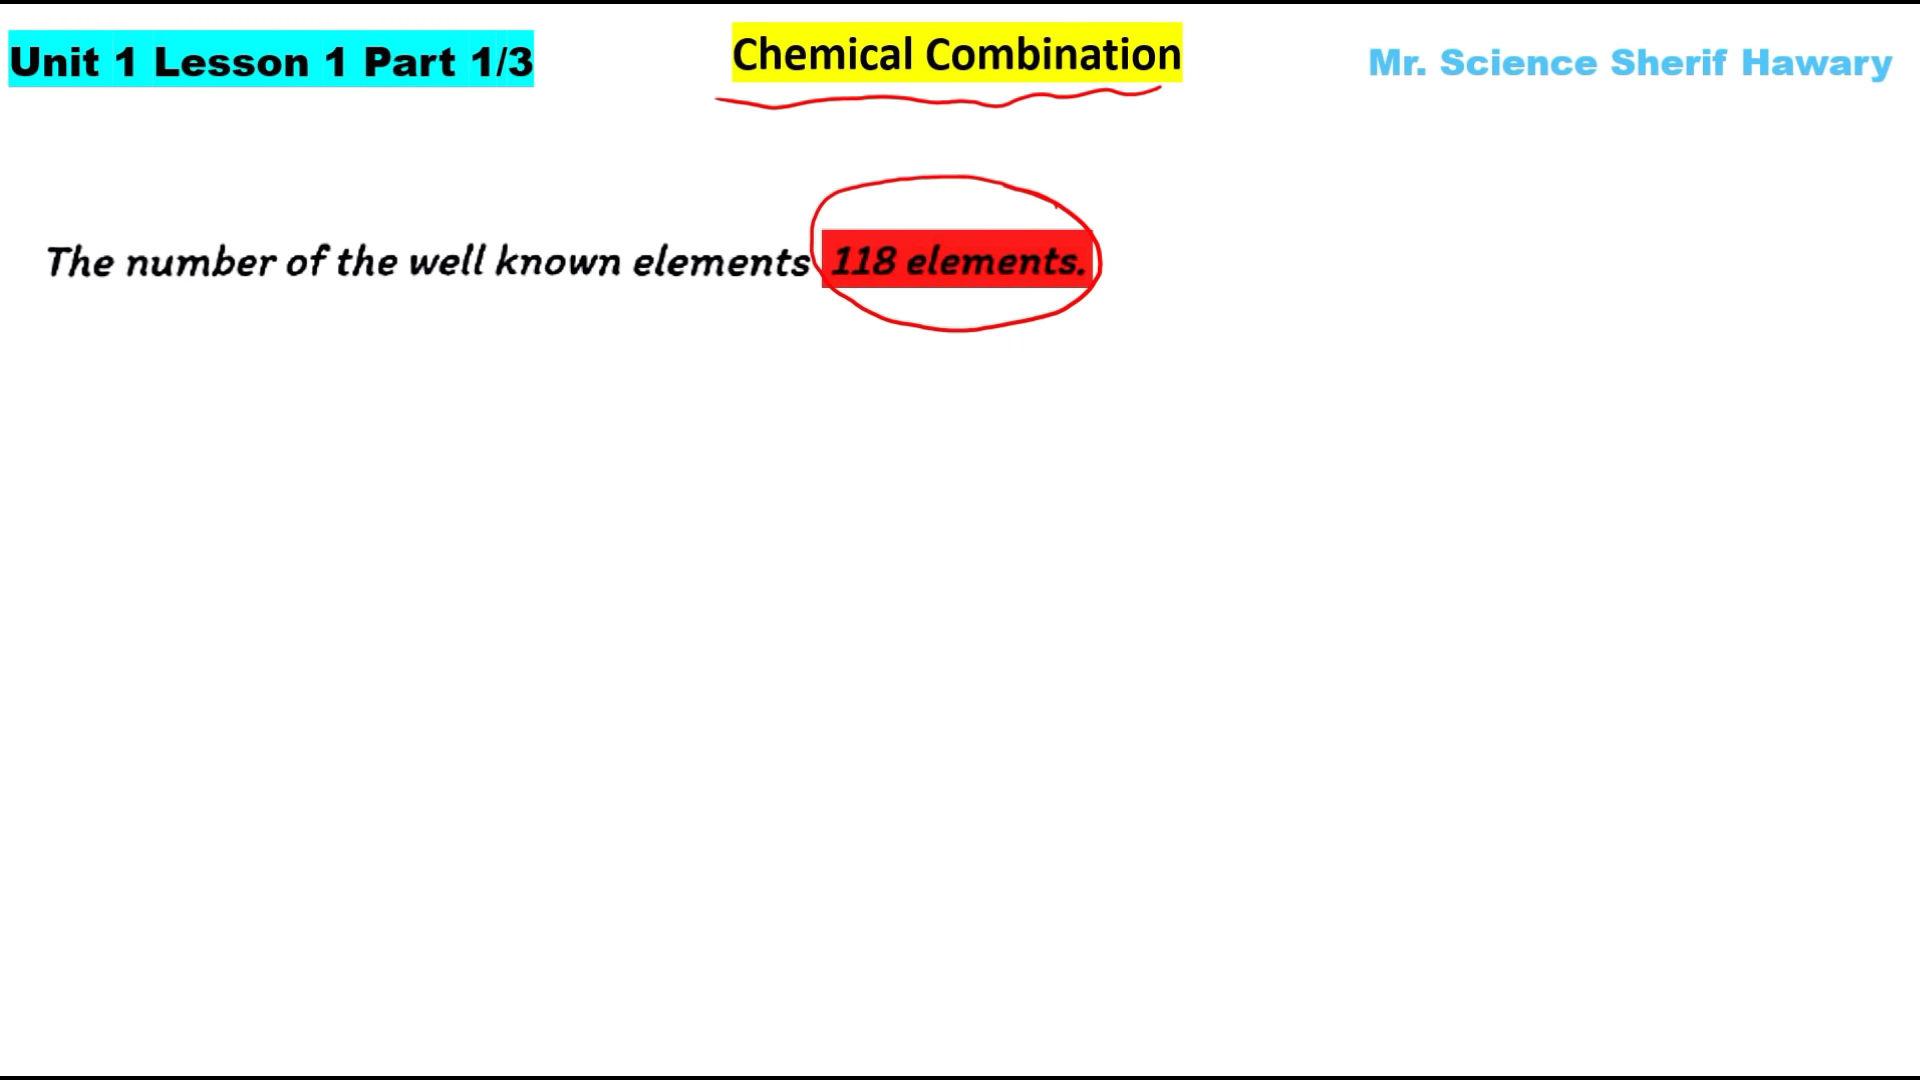 Unit 1 Lesson 1 Part 1/3
Chemical Combination
Mr. Science Sherif Hawary
The number of the well known elements 118 elements.